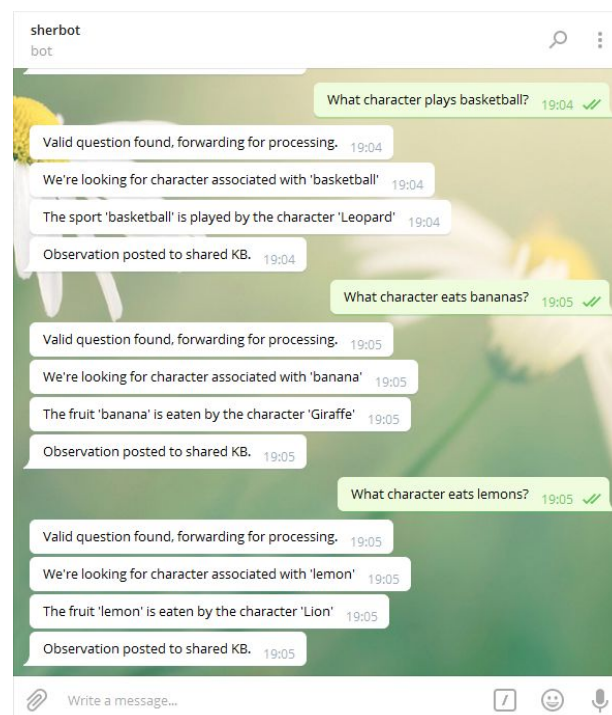 sherbot
bot
What character plays basketball? 19:04
Valid question found, forwarding for processing. 19:04
We're looking for character associated with 'basketball' 19:04
The sport 'basketball' is played by the character 'Leopard' 19:04
Observation posted to shared KB. 19:04
What character eats bananas? 19:05
Valid question found, forwarding for processing. 19:05
We're looking for character associated with 'banana' 19:05
The fruit 'banana' is eaten by the character 'Giraffe' 19:05
Observation posted to shared KB. 19:05
What character eats lemons? 19:05
Valid question found, forwarding for processing. 19:05
We're looking for character associated with 'lemon' 19:05
The fruit 'lemon' is eaten by the character 'Lion' 19:05
Observation posted to shared KB. 19:05
Write a message...